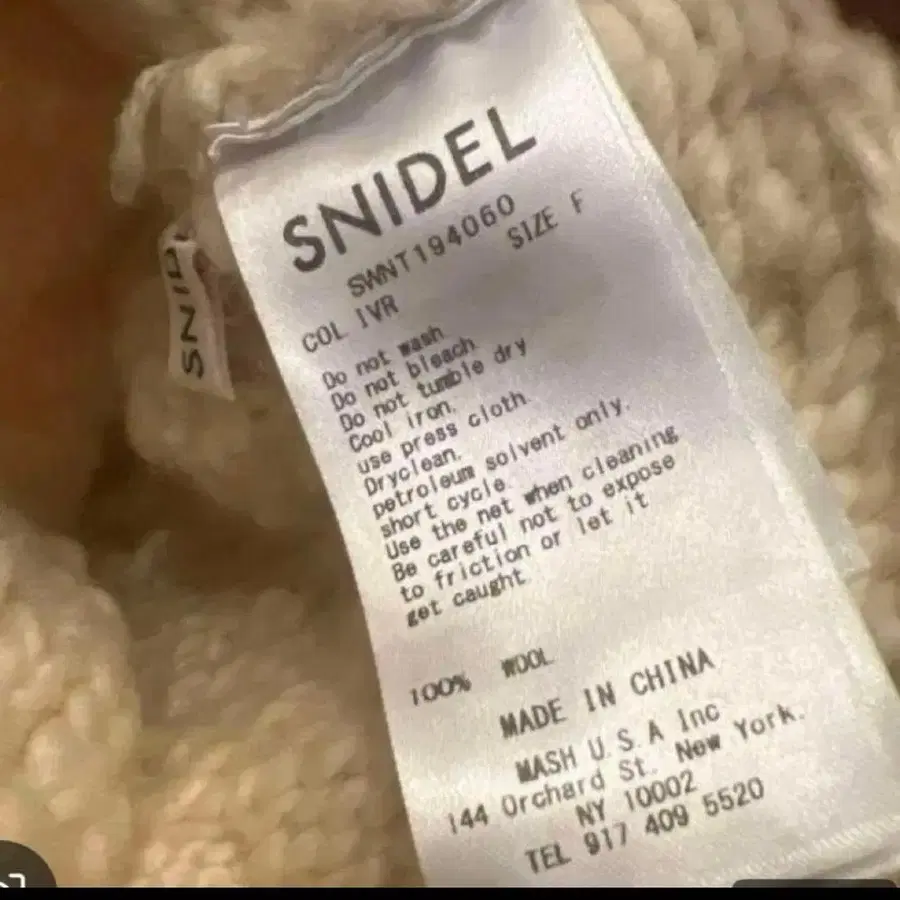 SNIDEL
SWNT194060
SIZE F
COL IVR
Do not wash.
Do not bleach.
Do not tumble dry
Cool iron.
use press cloth.
Dryclean.
petroleum solvent only.
short cycle.
Use the net when cleaning
Be careful not to expose
to friction or let it
get caught.
100% WOOL
MADE IN CHINA
MASH U.S.A Inc
144 Orchard St. New York.
NY 10002
TEL 917 409 5520
SNID